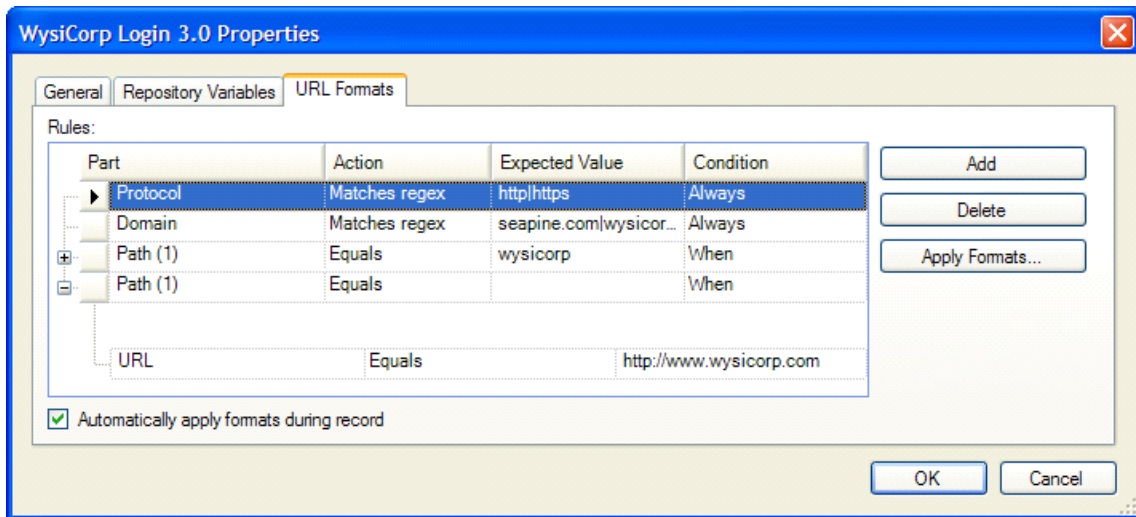 WysiCorp Login 3.0 Properties
General Repository Variables URL Formats
Rules:
Part Action Expected Value Condition
Protocol Matches regex http|https Always
Domain Matches regex seapine.com|wysicor... Always
Path (1) Equals wysicorp When
Path (1) Equals When
URL Equals http://www.wysicorp.com
Add
Delete
Apply Formats...
Automatically apply formats during record
OK Cancel